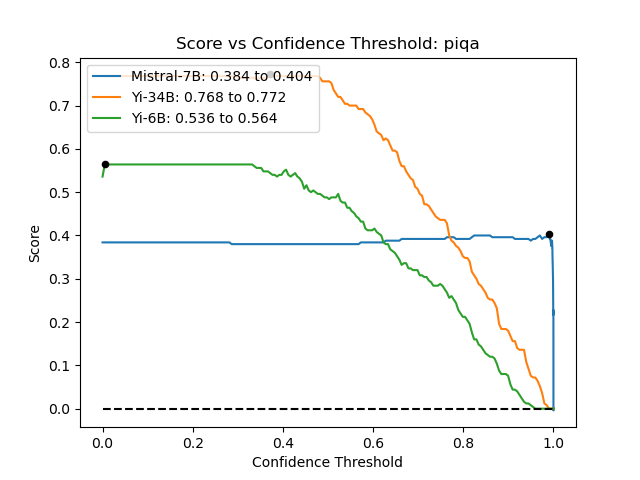 Score vs Confidence Threshold: piqa
Mistral-7B: 0.384 to 0.404
Yi-34B: 0.768 to 0.772
Yi-6B: 0.536 to 0.564
Score
0.8
0.7
0.6
0.5
0.4
0.3
0.2
0.1
0.0
0.0 0.2 0.4 0.6 0.8 1.0
Confidence Threshold